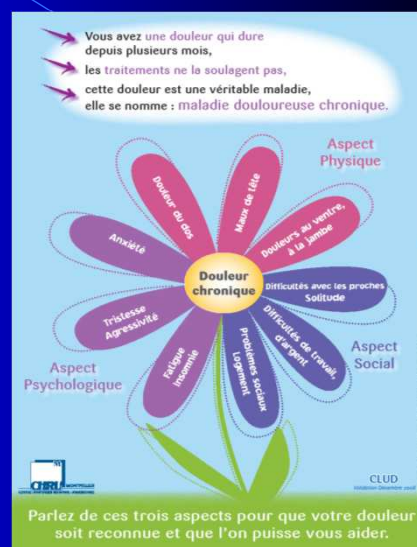 Vous avez une douleur qui dure
depuis plusieurs mois,
les traitements ne la soulagent pas,
cette douleur est une véritable maladie,
elle se nomme : maladie douloureuse chronique.
Aspect
Physique
Douleur du dos
Maux de tête
Douleurs au ventre,
à la Jambe
Anxiété
Douleur
chronique
Difficultés avec les proches
Solitude
Tristesse
Agressivité
Difficultés de travail,
d'argent
Fatigue
Insomnie
Problèmes sociaux
Logement
Aspect
Psychologique
Aspect
Social
CHRU
MONTPELLIER
CLUD
Parlez de ces trois aspects pour que votre douleur
soit reconnue et que l'on puisse vous aider.